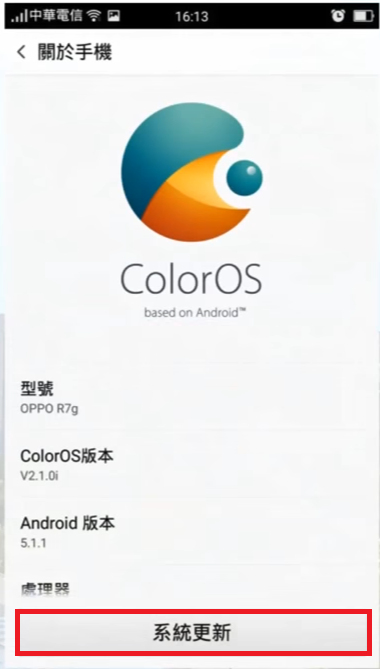 中華電信 16:13
關於手機
ColorOS
based on Android™
型號
OPPO R7g
ColorOS版本
V2.1.0i
Android 版本
5.1.1
處理器
系統更新